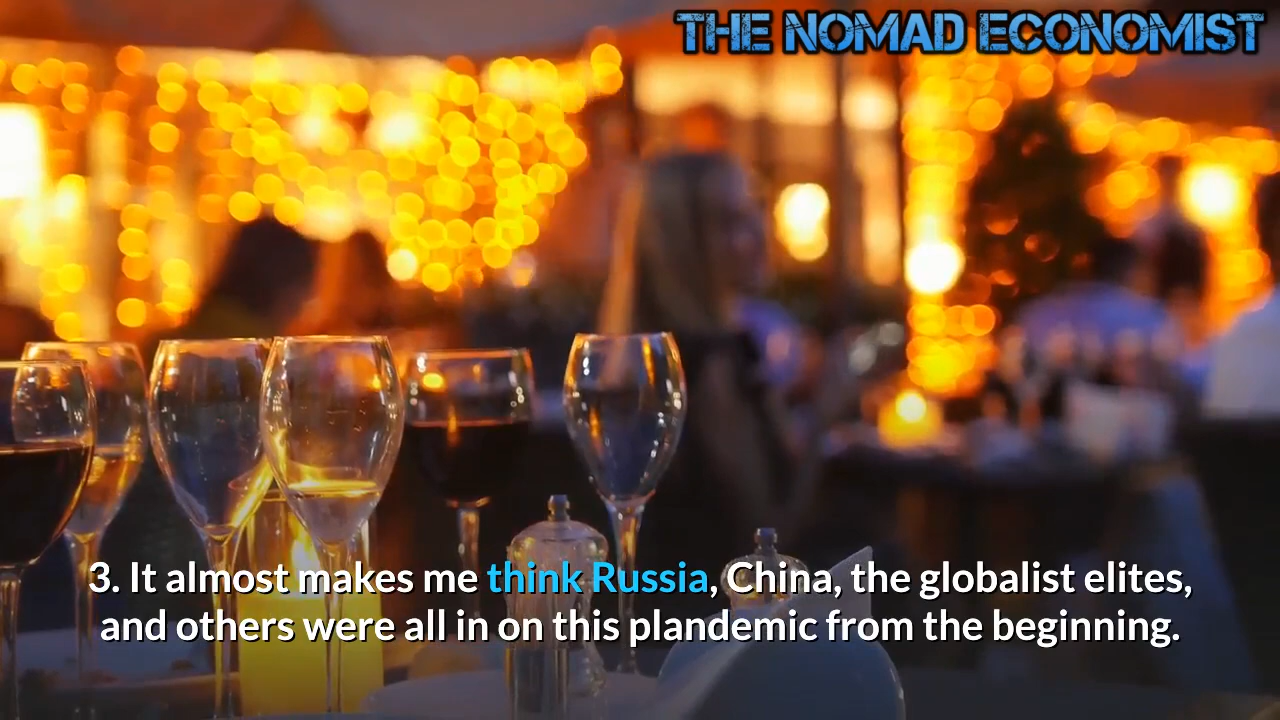 THE NOMAD ECONOMIST
3. It almost makes me think Russia, China, the globalist elites,
and others were all in on this plandemic from the beginning.